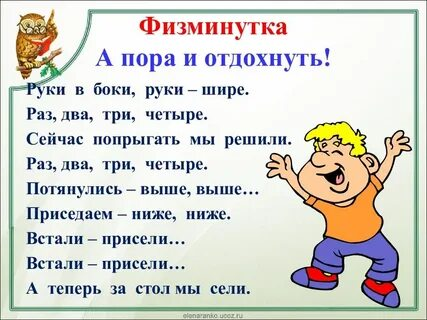 Физминутка
А пора и отдохнуть!
Руки в боки, руки – шире.
Раз, два, три, четыре.
Сейчас попрыгать мы решили.
Раз, два, три, четыре.
Потянулись – выше, выше…
Приседаем – ниже, ниже.
Встали – присели…
Встали – присели…
А теперь за стол мы сели.
elenaranko.ucoz.ru